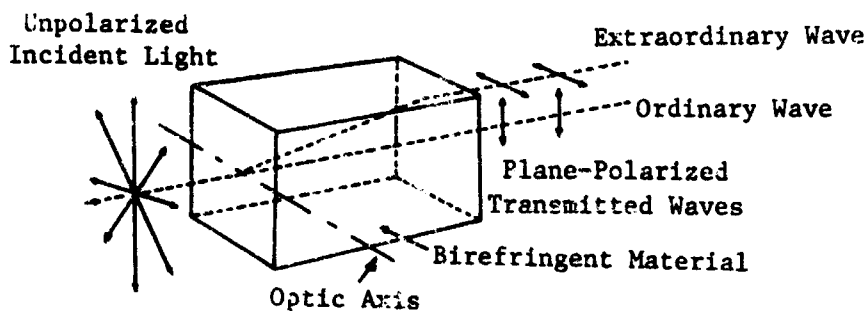 Unpolarized
Incident Light
Extraordinary Wave
Ordinary Wave
Plane-Polarized
Transmitted Waves
Birefringent Material
Optic Axis